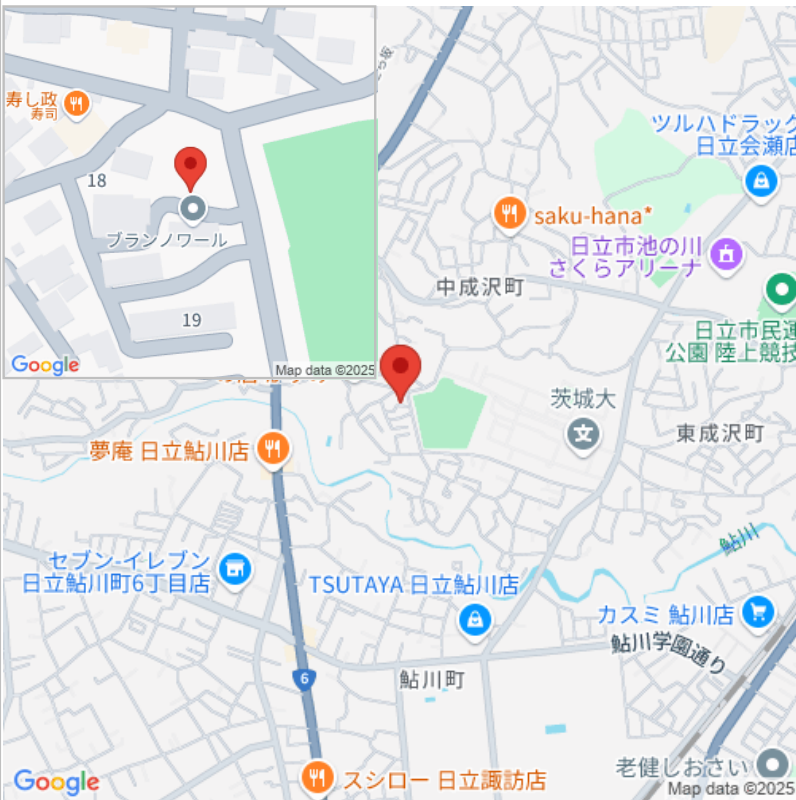 寿し政
寿司
18
ブランノワール
19
Google
Map data ©2025
ツルハドラッグ
日立会瀬店
saku-hana*
日立市池の川
さくらアリーナ
中成沢町
日立市民運
公園 陸上競技
茨城大
東成沢町
夢庵 日立鮎川店
鮎川
セブン-イレブン
日立鮎川町6丁目店
TSUTAYA 日立鮎川店
カスミ 鮎川店
鮎川学園通り
6
鮎川町
老健しおさい
スシロー 日立諏訪店
Google
Map data ©2025